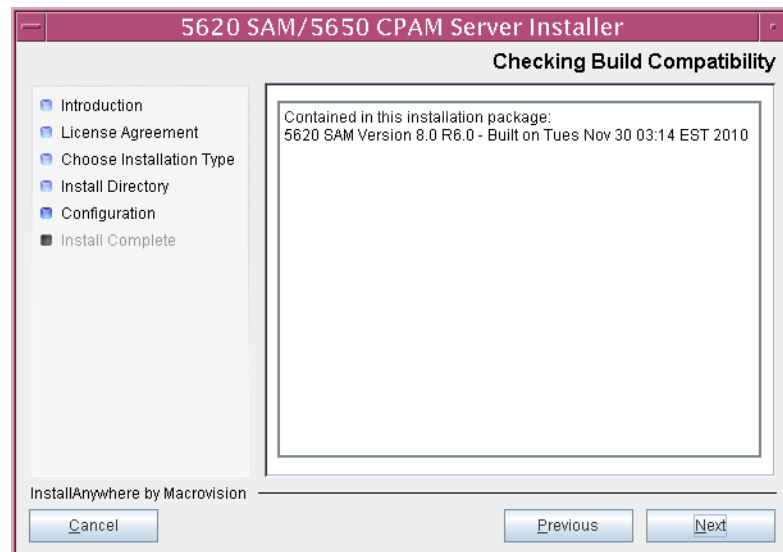 5620 SAM/5650 CPAM Server Installer
Checking Build Compatibility
Introduction
License Agreement
Choose Installation Type
Install Directory
Configuration
Install Complete
Contained in this installation package:
5620 SAM Version 8.0 R6.0 - Built on Tues Nov 30 03:14 EST 2010
InstallAnywhere by Macrovision
Cancel
Previous
Next